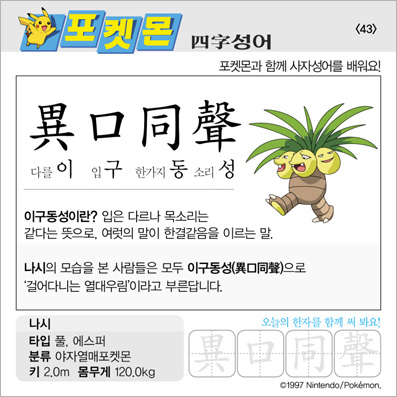 포켓몬 四字성어 〈43〉
포켓몬과 함께 사자성어를 배워요!
異口同聲
다를 이 입 구 한가지 동 소리 성
이구동성이란? 입은 다르나 목소리는
같다는 뜻으로, 여럿의 말이 한결같음을 이르는 말.
나시의 모습을 본 사람들은 모두 이구동성(異口同聲)으로
‘걸어다니는 열대우림’이라고 부른답니다.
나시
타입 풀, 에스퍼
분류 야자열매포켓몬
키 2.0m 몸무게 120.0kg
오늘의 한자를 함께 써 봐요!
異口同聲
©1997 Nintendo/Pokémon.